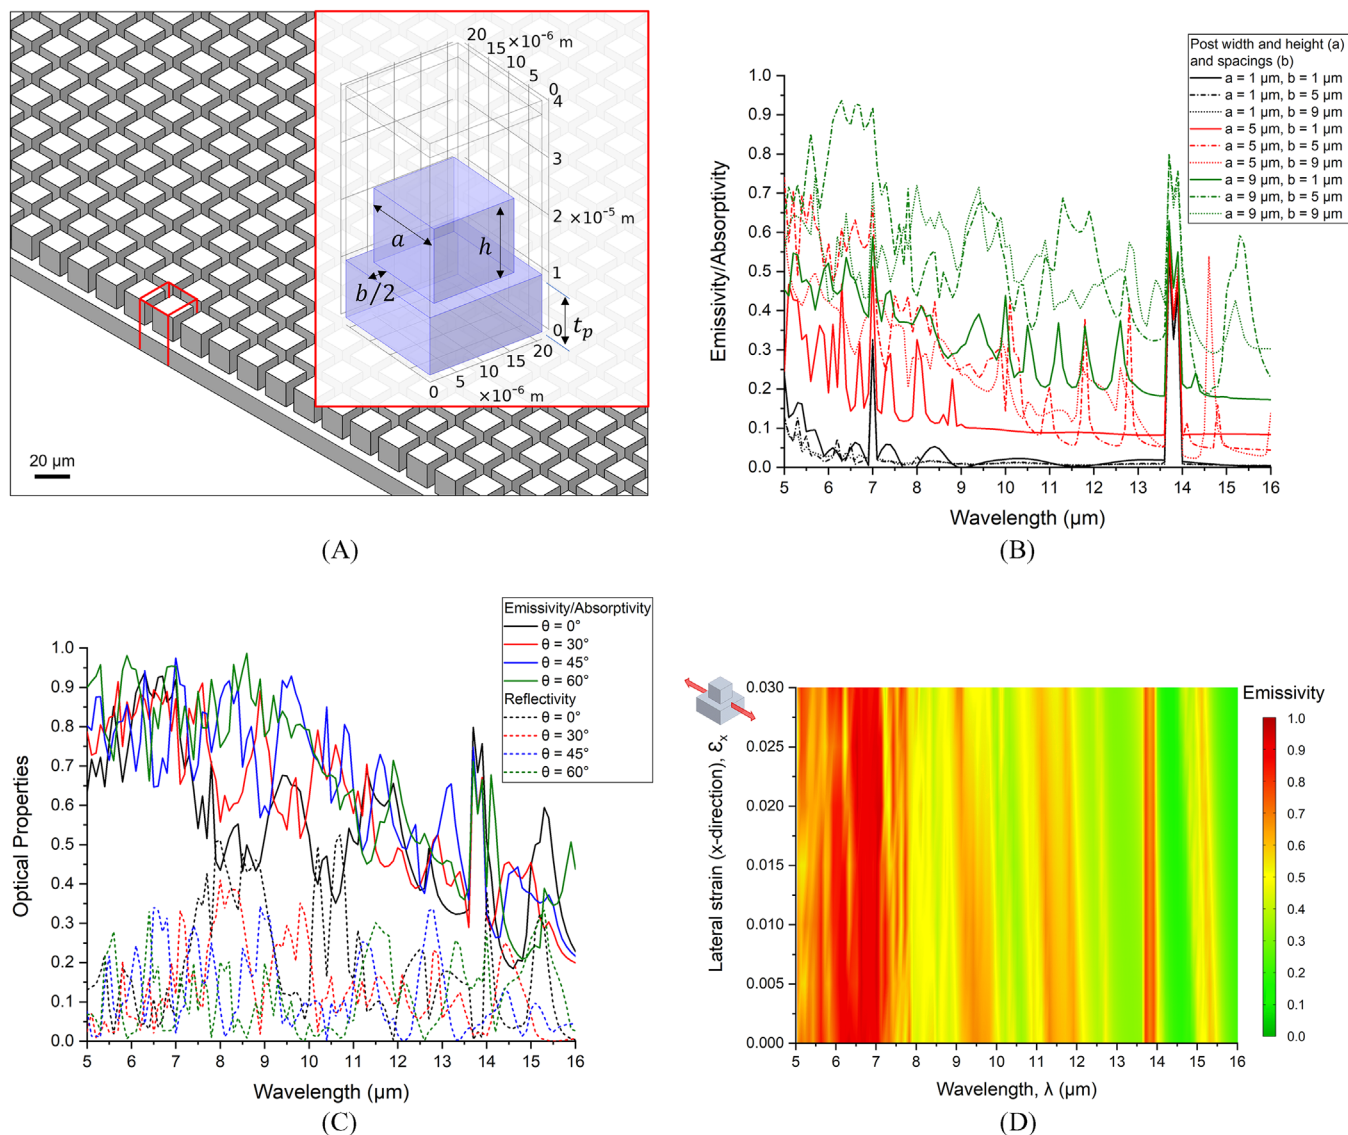 20
15
10
5
0
×10⁻⁶ m
4
3
2 ×10⁻⁵ m
1
0
a
h
b/2
tₚ
20
15
10
5
0
×10⁻⁶ m
20 µm
(A)
Post width and height (a)
and spacings (b)
a = 1 µm, b = 1 µm
a = 1 µm, b = 5 µm
a = 1 µm, b = 9 µm
a = 5 µm, b = 1 µm
a = 5 µm, b = 5 µm
a = 5 µm, b = 9 µm
a = 9 µm, b = 1 µm
a = 9 µm, b = 5 µm
a = 9 µm, b = 9 µm
Emissivity/Absorptivity
1.0
0.9
0.8
0.7
0.6
0.5
0.4
0.3
0.2
0.1
0.0
5 6 7 8 9 10 11 12 13 14 15 16
Wavelength (µm)
(B)
Emissivity/Absorptivity
θ = 0°
θ = 30°
θ = 45°
θ = 60°
Reflectivity
θ = 0°
θ = 30°
θ = 45°
θ = 60°
Optical Properties
1.0
0.9
0.8
0.7
0.6
0.5
0.4
0.3
0.2
0.1
0.0
5 6 7 8 9 10 11 12 13 14 15 16
Wavelength (µm)
(C)
Lateral strain (x-direction), Ɛₓ
0.030
0.025
0.020
0.015
0.010
0.005
0.000
5 6 7 8 9 10 11 12 13 14 15 16
Wavelength, λ (µm)
Emissivity
1.0
0.9
0.8
0.7
0.6
0.5
0.4
0.3
0.2
0.1
0.0
(D)